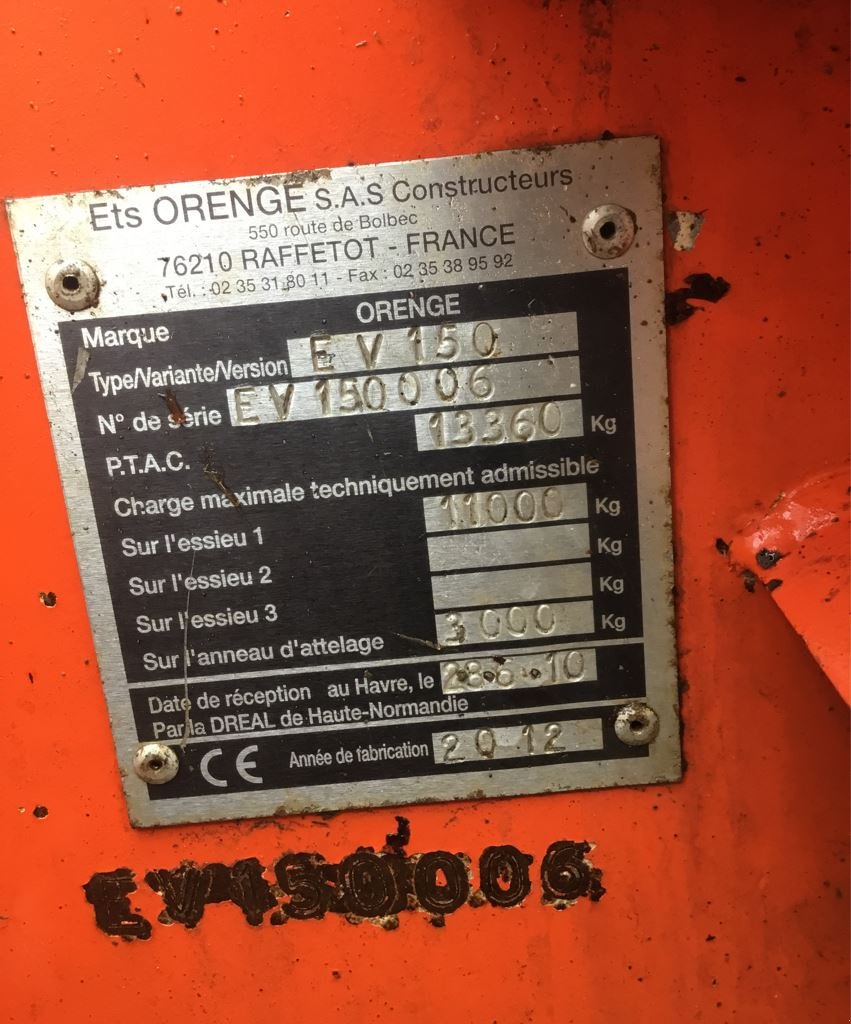 Ets ORENGE S.A.S Constructeurs
550 route de Bolbec
76210 RAFFETOT - FRANCE
Tél. : 02 35 31 80 11 - Fax : 02 35 38 95 92
Marque ORENGE
Type/Variante/Version EV 150
N° de série EV150006
P.T.A.C. 13360 Kg
Charge maximale techniquement admissible
Sur l'essieu 1 11000 Kg
Sur l'essieu 2 Kg
Sur l'essieu 3 Kg
Sur l'anneau d'attelage 3000 Kg
Date de réception au Havre, le 28.6.10
Par la DREAL de Haute-Normandie
CE Année de fabrication 2012
EV150006